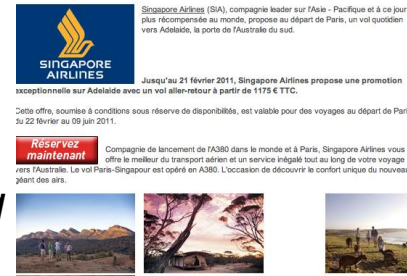 Singapore Airlines (SIA), compagnie leader sur l'Asie - Pacifique et à ce jour
plus récompensée au monde, propose au départ de Paris, un vol quotidien
vers Adelaide, la porte de l'Australie du sud.
SINGAPORE
AIRLINES
Jusqu'au 21 février 2011, Singapore Airlines propose une promotion
exceptionnelle sur Adelaide avec un vol aller-retour à partir de 1175 € TTC.
Cette offre, soumise à conditions sous réserve de disponibilités, est valable pour des voyages au départ de Pari
du 22 février au 09 juin 2011.
Réservez
maintenant
Compagnie de lancement de l'A380 dans le monde et à Paris, Singapore Airlines vous
offre le meilleur du transport aérien et un service inégalé tout au long de votre voyage
vers l'Australie. Le vol Paris-Singapour est opéré en A380. L'occasion de découvrir le confort unique du nouveau
géant des airs.